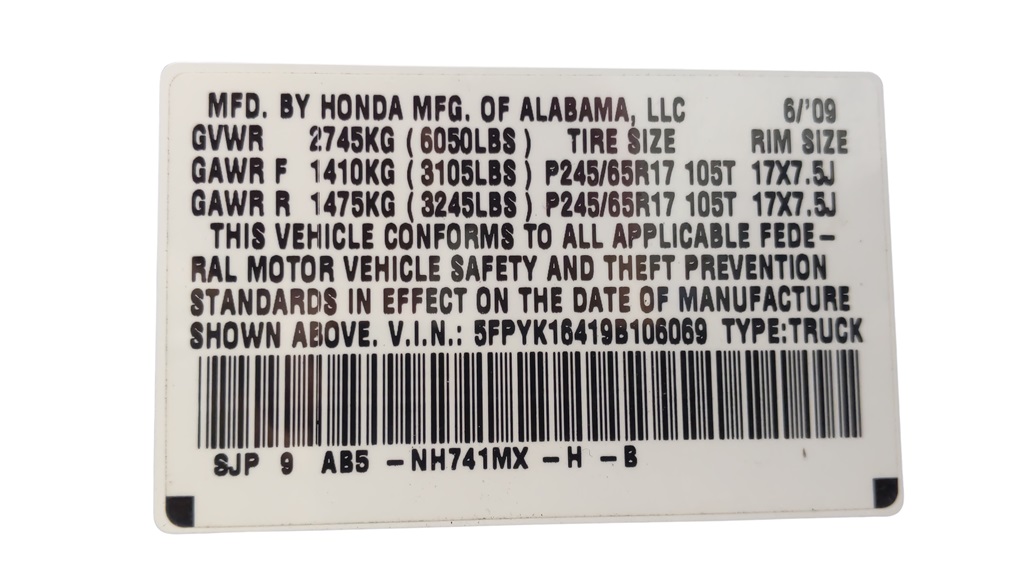 MFD. BY HONDA MFG. OF ALABAMA, LLC 6/'09
GVWR 2745KG (6050LBS) TIRE SIZE RIM SIZE
GAWR F 1410KG (3105LBS) P245/65R17 105T 17X7.5J
GAWR R 1475KG (3245LBS) P245/65R17 105T 17X7.5J
THIS VEHICLE CONFORMS TO ALL APPLICABLE FEDE-
RAL MOTOR VEHICLE SAFETY AND THEFT PREVENTION
STANDARDS IN EFFECT ON THE DATE OF MANUFACTURE
SHOWN ABOVE. V.I.N.: 5FPYK16419B106069 TYPE:TRUCK
SJP 9 AB5 -NH741MX -H -B